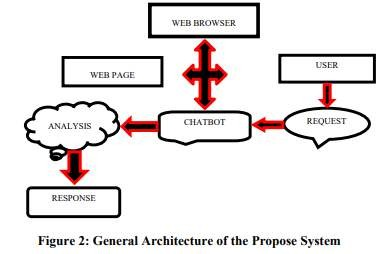 WEB BROWSER
WEB PAGE
USER
ANALYSIS
CHATBOT
REQUEST
RESPONSE
Figure 2: General Architecture of the Propose System